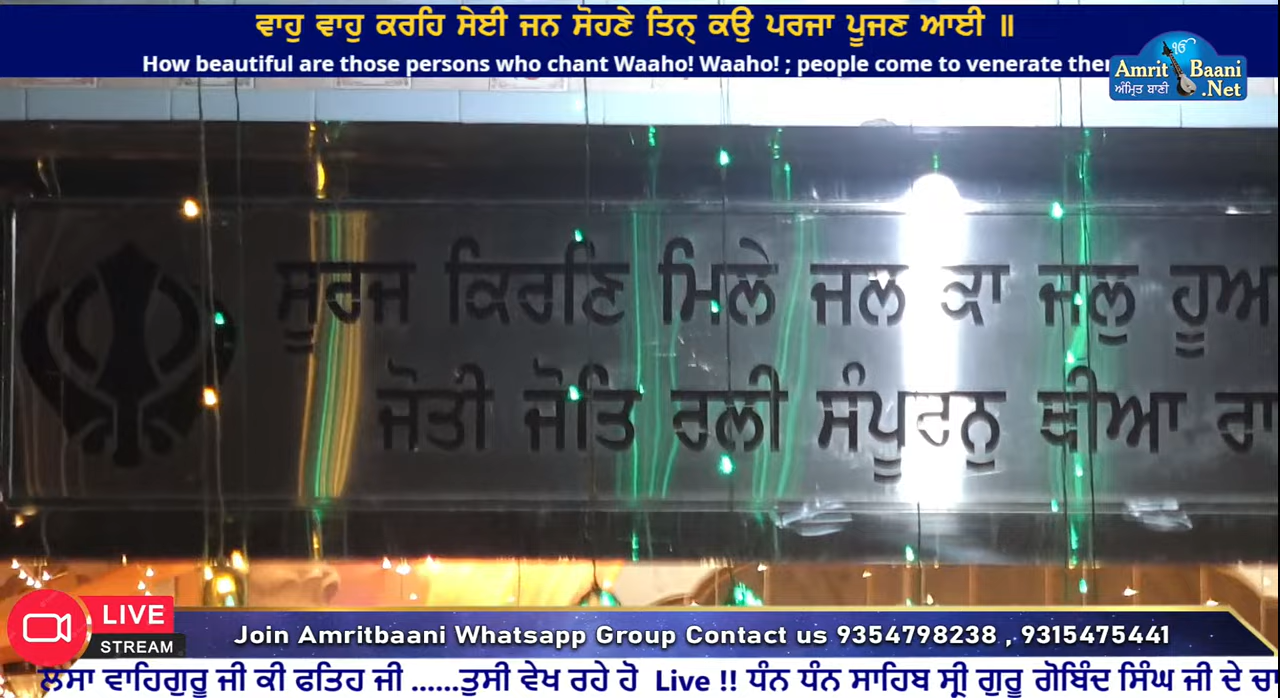 ਵਾਹੁ ਵਾਹੁ ਕਰਹਿ ਸੇਈ ਜਨ ਸੋਹਣੇ ਤਿਨ੍ ਕਉ ਪਰਜਾ ਪੂਜਣ ਆਈ ॥
How beautiful are those persons who chant Waaho! Waaho! ; people come to venerate
Amrit Baani
ਅੰਮ੍ਰਿਤ ਬਾਣੀ .Net
ਸੂਰਜ ਕਿਰਣਿ ਮਿਲੇ ਜਲ ਕਾ ਜਲੁ ਹੂਆ
ਜੋਤੀ ਜੋਤਿ ਰਲੀ ਸੰਪੂਰਨੁ ਥੀਆ
LIVE
STREAM
Join Amritbaani Whatsapp Group Contact us 9354798238 , 9315475441
ਵਾਹਿਗੁਰੂ ਜੀ ਕੀ ਫਤਿਹ ਜੀ ......ਤੁਸੀ ਵੇਖ ਰਹੇ ਹੋ Live !! ਧੰਨ ਧੰਨ ਸਾਹਿਬ ਸ੍ਰੀ ਗੁਰੂ ਗੋਬਿੰਦ ਸਿੰਘ ਜੀ ਦੇ